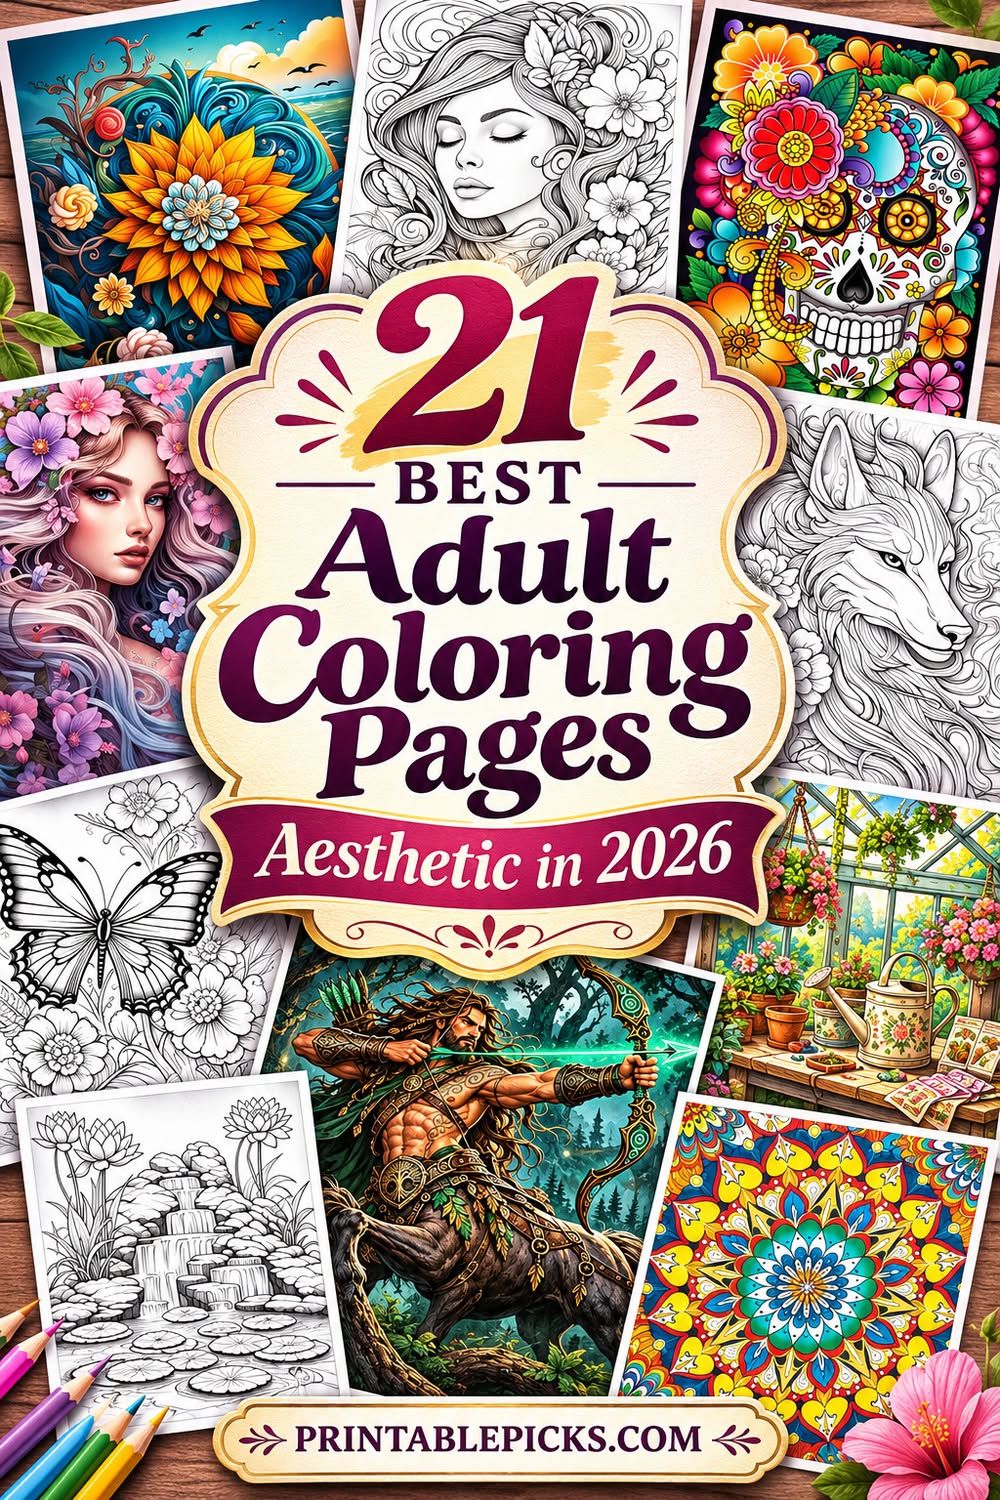 21
BEST
Adult
Coloring
Pages
Aesthetic in 2026
PRINTABLEPICKS.COM